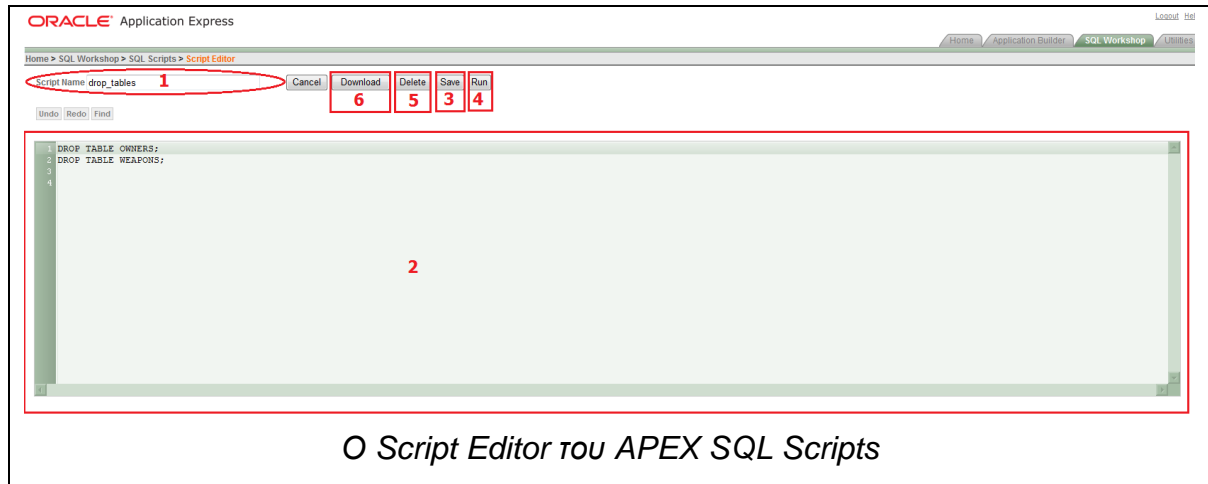 ORACLE Application Express
Logout Hel
Home Application Builder SQL Workshop Utilities
Home > SQL Workshop > SQL Scripts > Script Editor
Script Name drop_tables 1 Cancel Download Delete Save Run
6 5 3 4
Undo Redo Find
1 DROP TABLE OWNERS;
2 DROP TABLE WEAPONS;
3
4
2
Ο Script Editor του APEX SQL Scripts